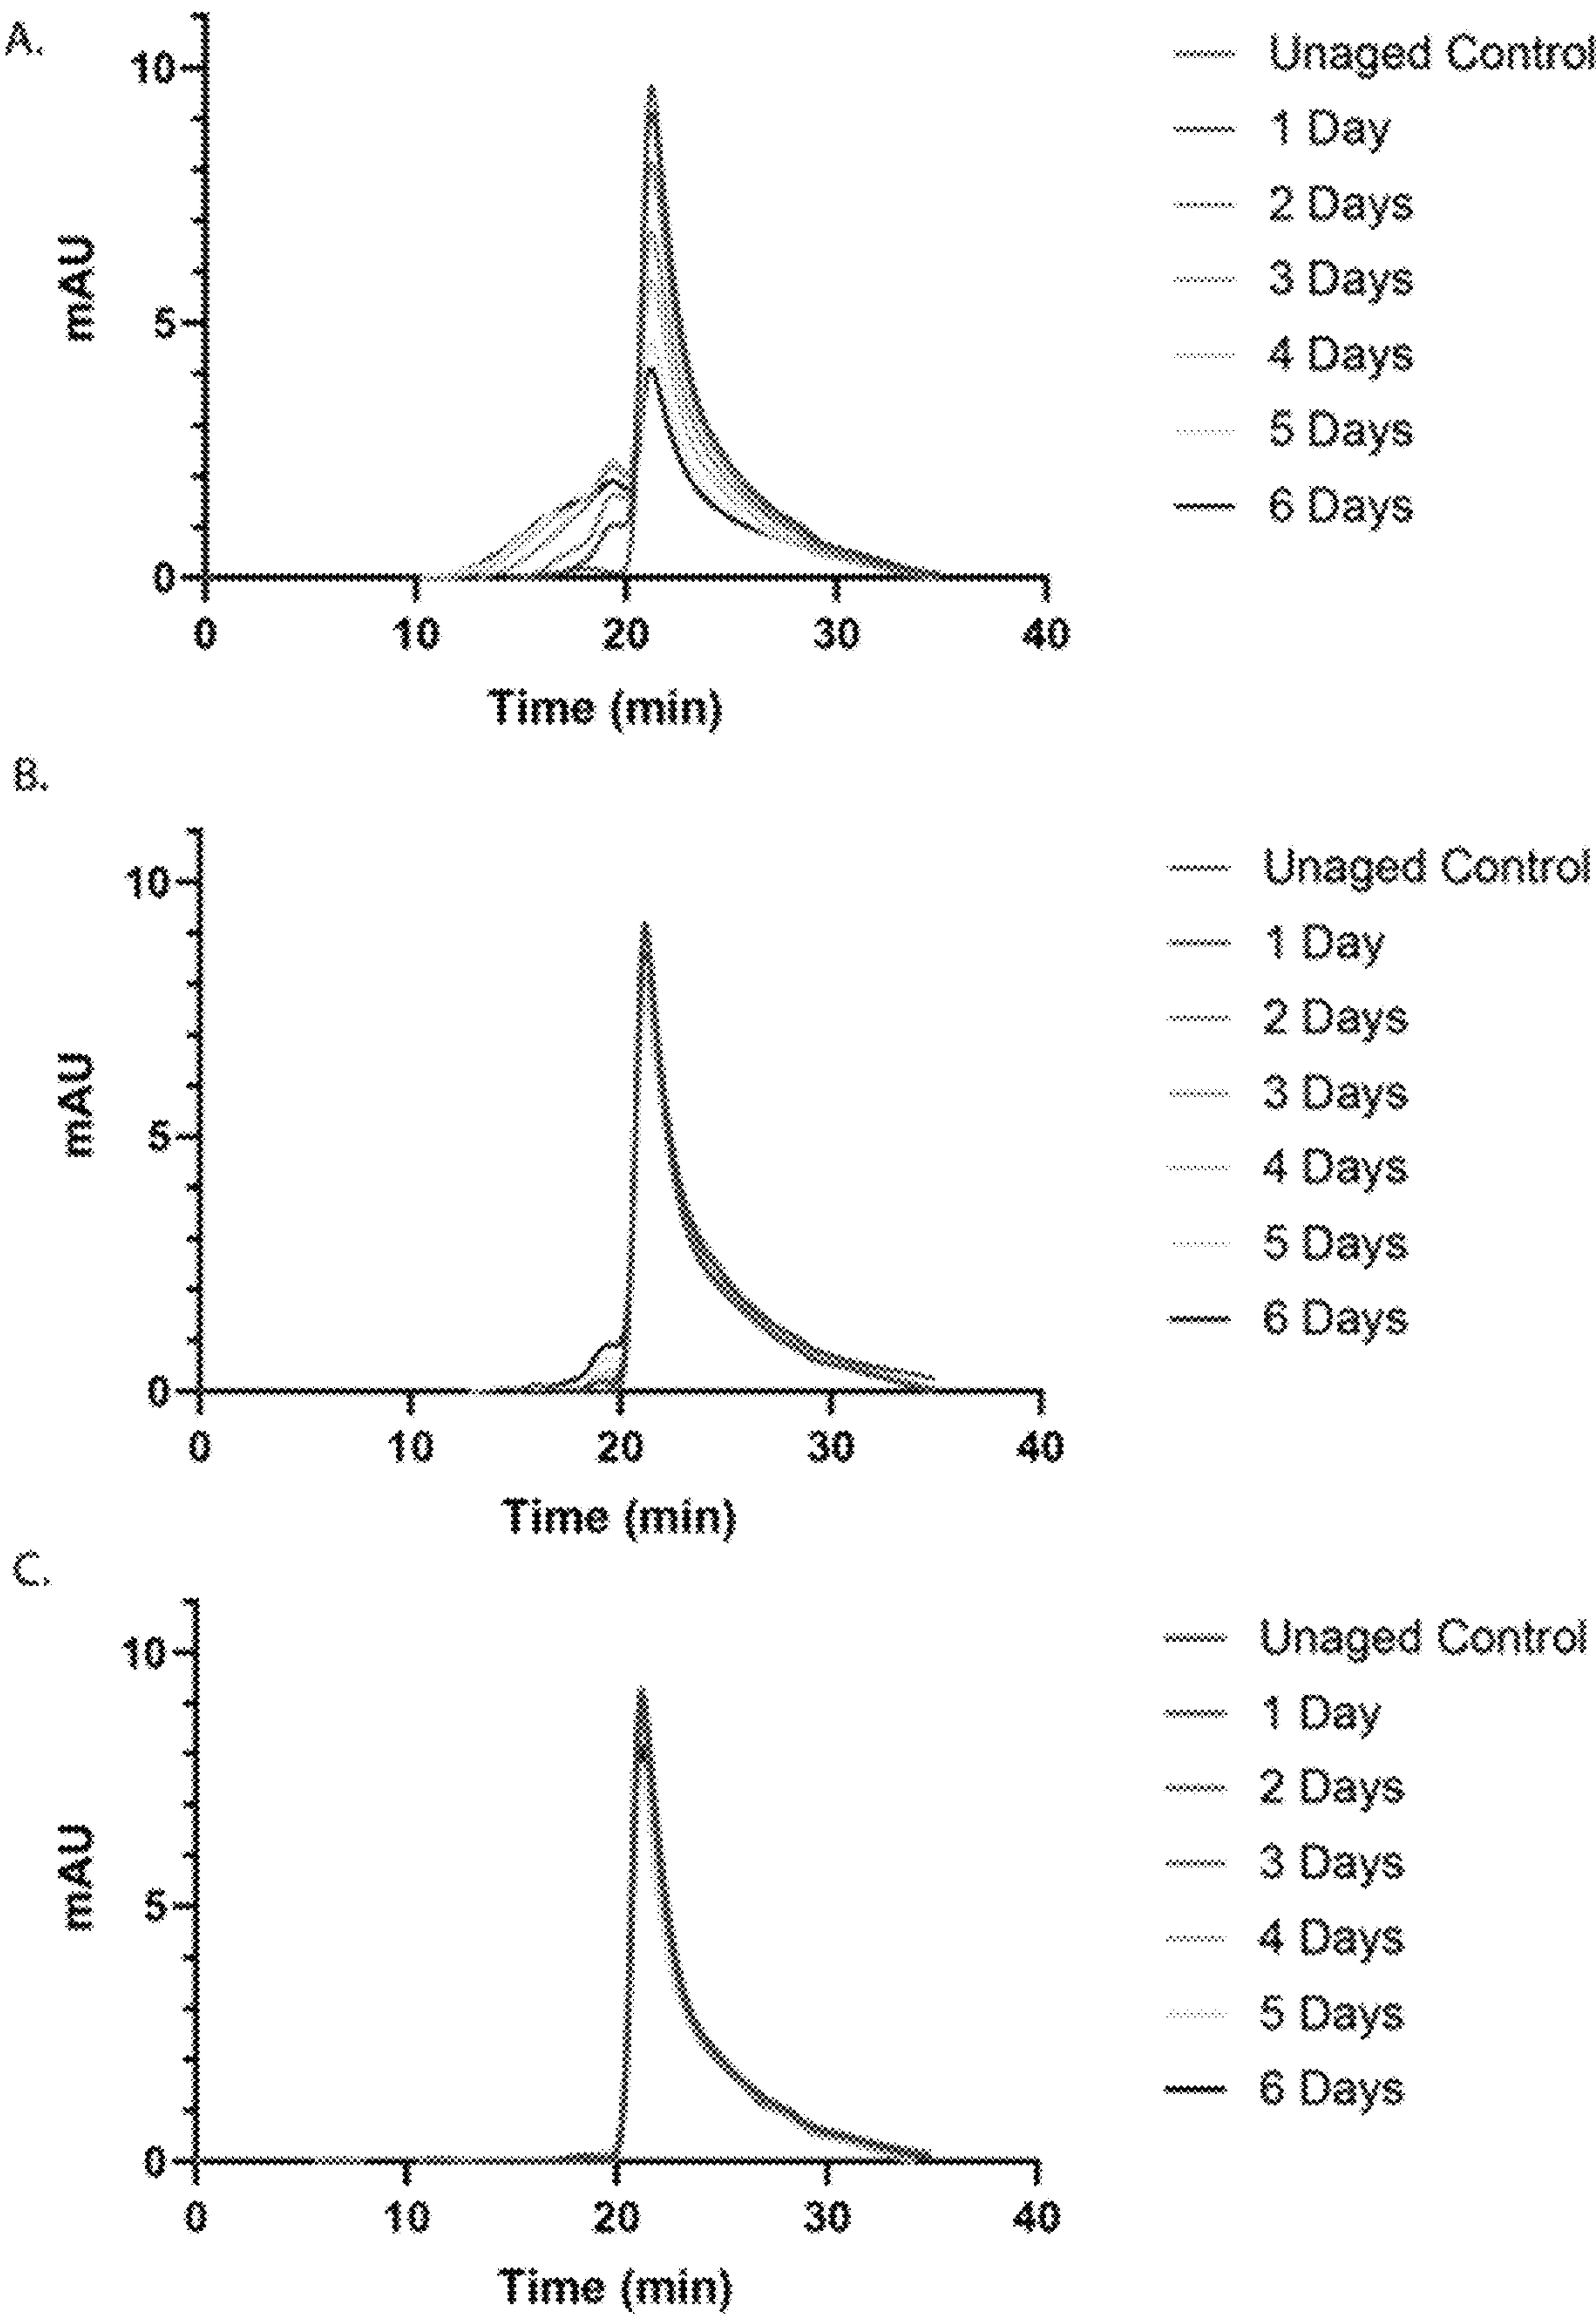 A.
10
5
0
mAU
0 10 20 30 40
Time (min)
Unaged Control
1 Day
2 Days
3 Days
4 Days
5 Days
6 Days
B.
10
5
0
mAU
0 10 20 30 40
Time (min)
Unaged Control
1 Day
2 Days
3 Days
4 Days
5 Days
6 Days
C.
10
5
0
mAU
0 10 20 30 40
Time (min)
Unaged Control
1 Day
2 Days
3 Days
4 Days
5 Days
6 Days